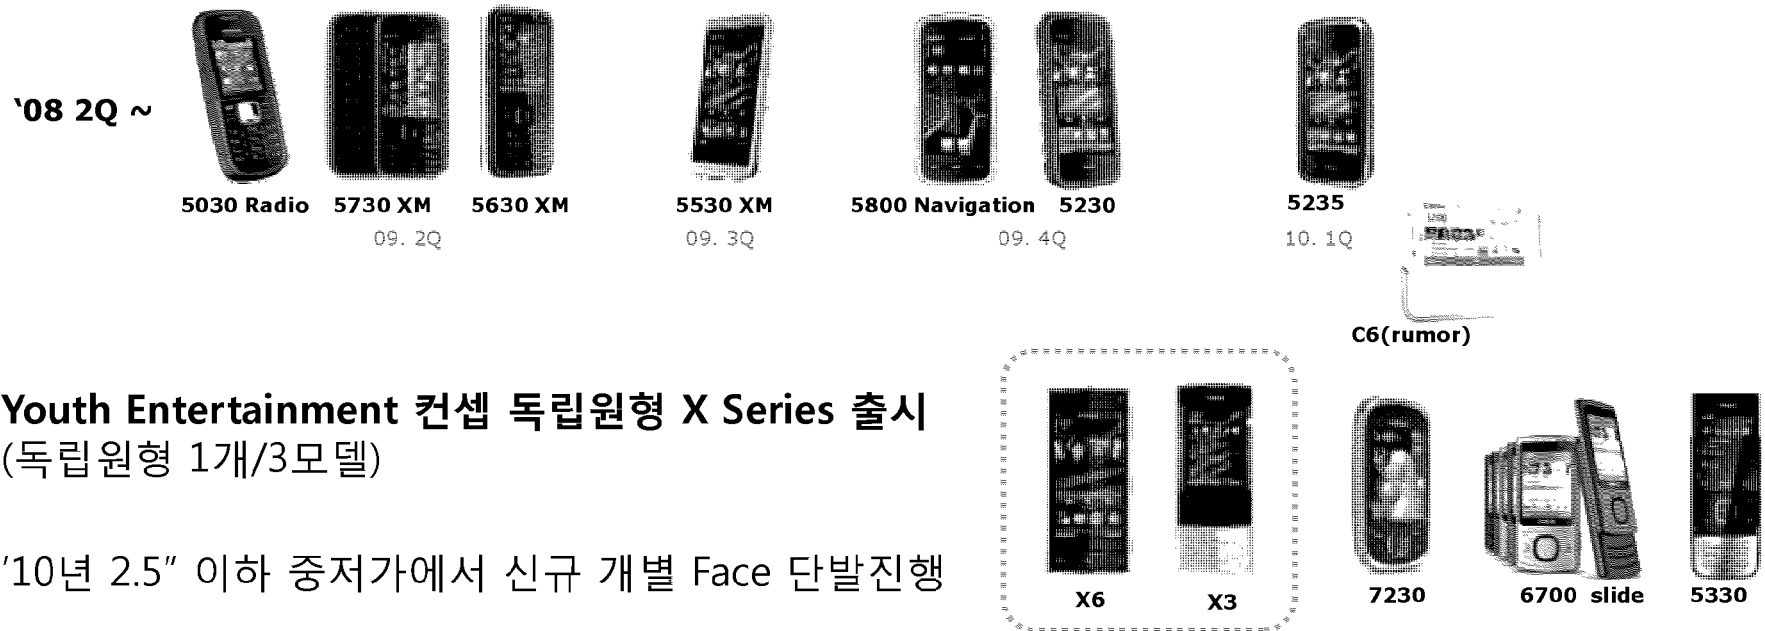 ‘08 2Q ~
5030 Radio 5730 XM 5630 XM 5530 XM 5800 Navigation 5230 5235
09. 2Q 09. 3Q 09. 4Q 10. 1Q
C6(rumor)
Youth Entertainment 컨셉 독립원형 X Series 출시
(독립원형 1개/3모델)
’10년 2.5” 이하 중저가에서 신규 개별 Face 단발진행
X6 X3 7230 6700 slide 5330